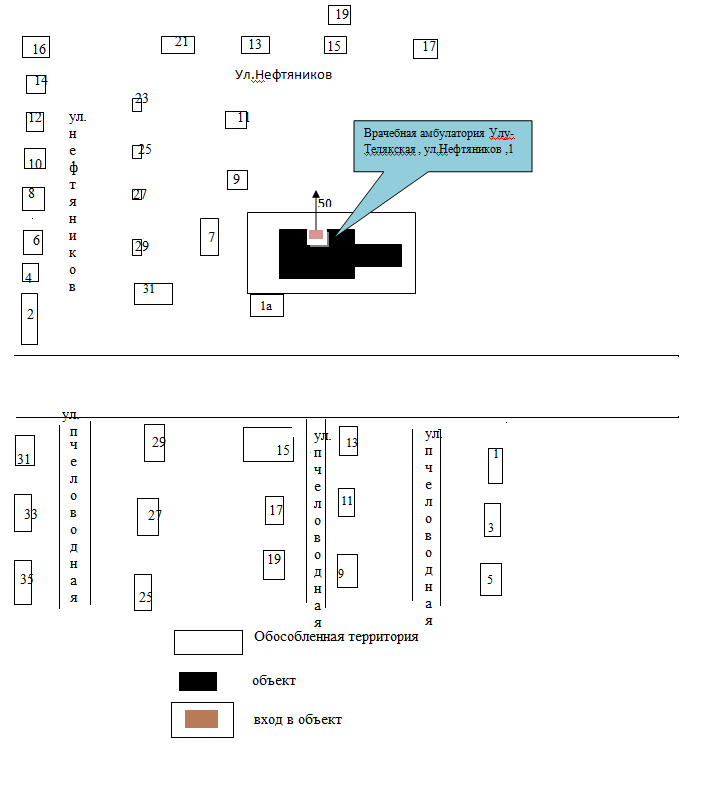 19
16
21
13
15
17
Ул.Нефтяников
14
23
12
ул.
нефтяников
11
Врачебная амбулатория Улу-
Телякская , ул.Нефтяников ,1
25
10
9
8
27
50
6
29
7
4
31
1а
2
ул.
пчеловодная
29
15
ул.
пчеловодная
13
ул.
пчеловодная
1
31
33
27
17
11
3
35
25
19
9
5
Обособленная территория
объект
вход в объект